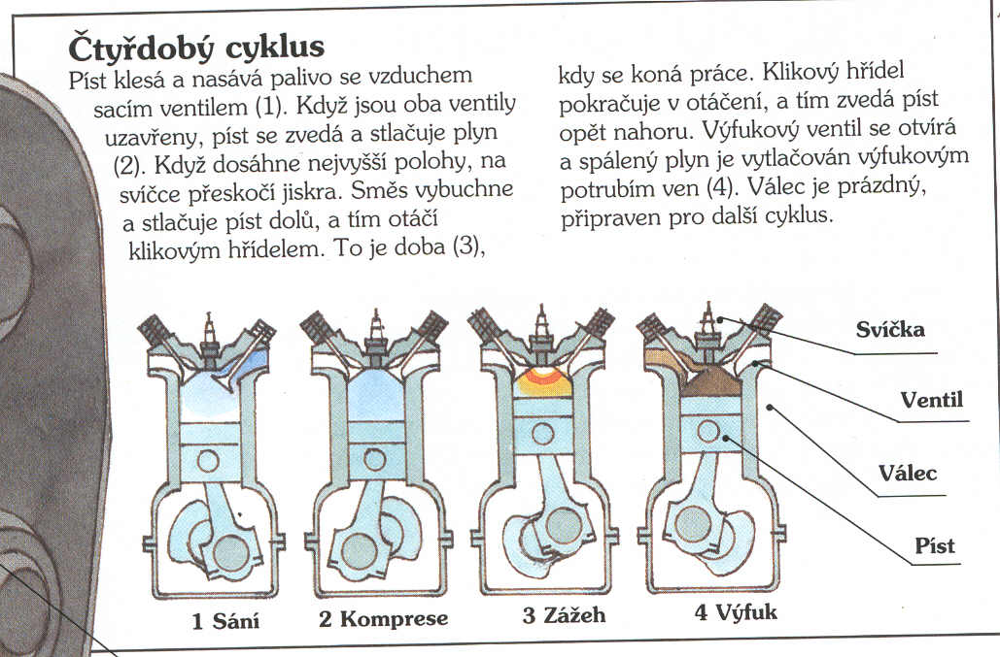 Čtyřdobý cyklus
Píst klesá a nasává palivo se vzduchem
sacím ventilem (1). Když jsou oba ventily
uzavřeny, píst se zvedá a stlačuje plyn
(2). Když dosáhne nejvyšší polohy, na
svíčce přeskočí jiskra. Směs vybuchne
a stlačuje píst dolů, a tím otáčí
klikovým hřídelem. To je doba (3),
kdy se koná práce. Klikový hřídel
pokračuje v otáčení, a tím zvedá píst
opět nahoru. Výfukový ventil se otvírá
a spálený plyn je vytlačován výfukovým
potrubím ven (4). Válec je prázdný,
připraven pro další cyklus.
Svíčka
Ventil
Válec
Píst
1 Sání
2 Komprese
3 Zážeh
4 Výfuk